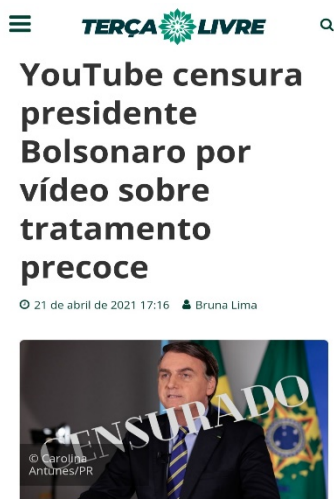 TERÇA LIVRE
YouTube censura
presidente
Bolsonaro por
vídeo sobre
tratamento
precoce
21 de abril de 2021 17:16 Bruna Lima
CENSURADO
© Carolina
Antunes/PR